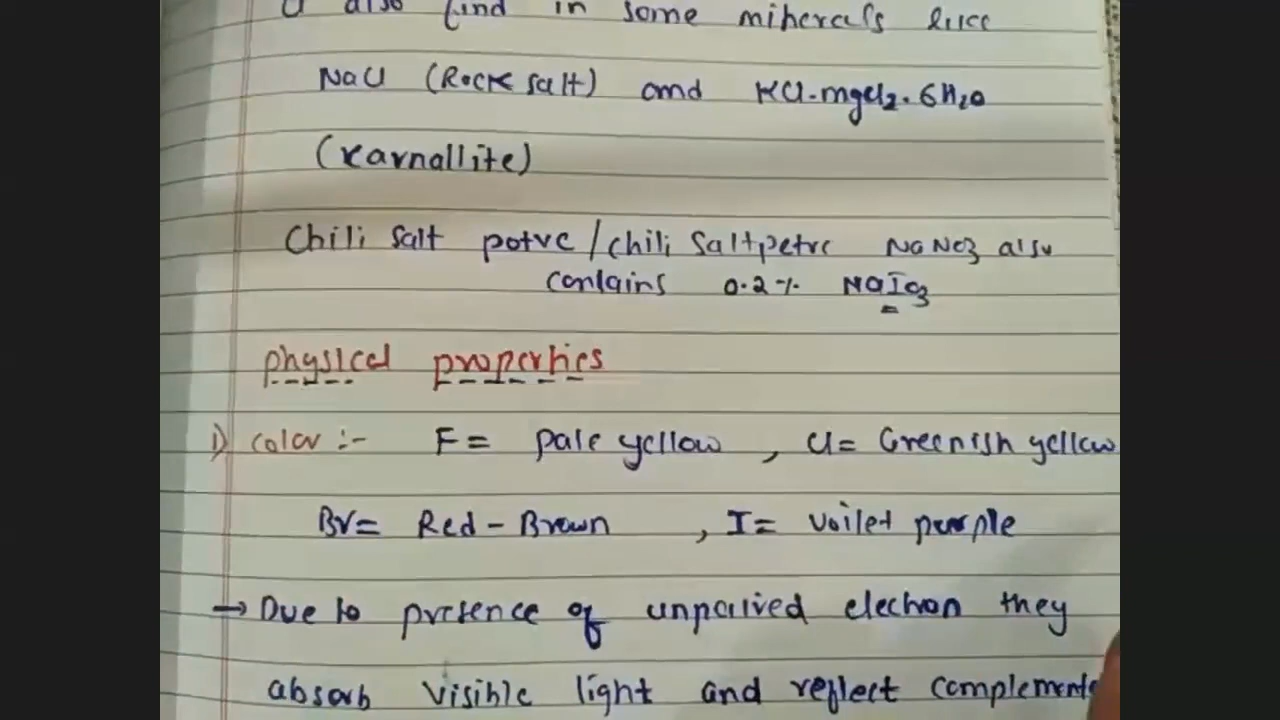 Cl also find in some minerals like
NaCl (Rock salt) and KCl.mgCl2.6H2O
(Karnallite)
Chili salt potre/chili saltpetre NaNO3 also
contains 0.2% NaIO3
physical properties
1) color :- F= pale yellow, Cl= Greenish yellow
Br= Red-Brown, I= voilet purple
→ Due to presence of unpaired electron they
absorb visible light and reflect complementa